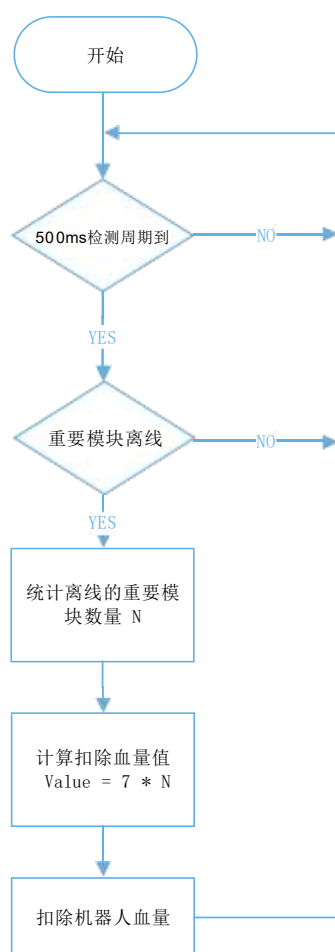 开始
500ms检测周期到
NO
YES
重要模块离线
NO
YES
统计离线的重要模
块数量 N
计算扣除血量值
Value = 7 * N
扣除机器人血量